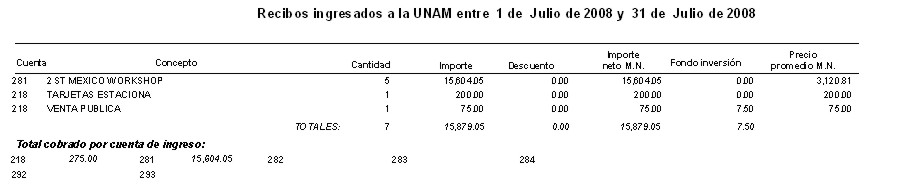 Recibos ingresados a la UNAM entre 1 de Julio de 2008 y 31 de Julio de 2008
Cuenta Concepto Cantidad Importe Descuento Importe neto M.N. Fondo inversión Precio promedio M.N.
281 2 ST MEXICO WORKSHOP 5 15,604.05 0.00 15,604.05 0.00 3,120.81
218 TARJETAS ESTACIONA 1 200.00 0.00 200.00 0.00 200.00
218 VENTA PUBLICA 1 75.00 0.00 75.00 7.50 75.00
TOTALES: 7 15,879.05 0.00 15,879.05 7.50
Total cobrado por cuenta de ingreso:
218 275.00 281 15,604.05 282 283 284
292 293